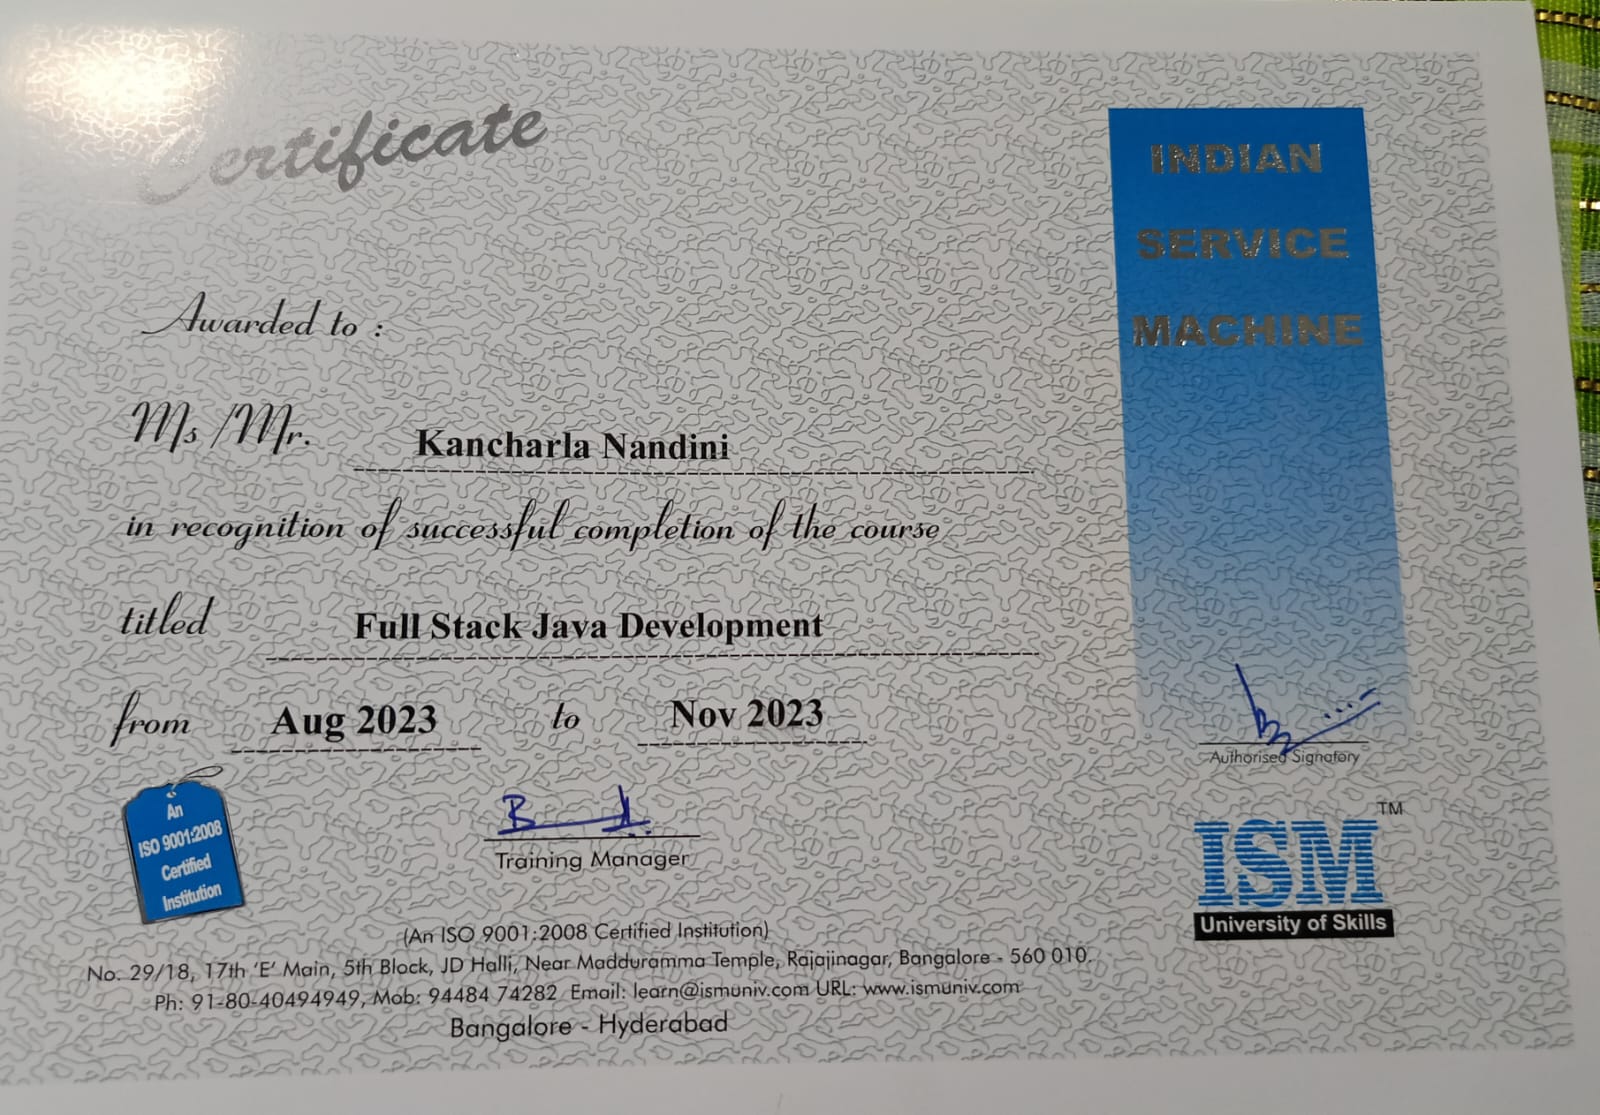 Certificate
INDIAN
SERVICE
MACHINE
Awarded to :
Ms /Mr. Kancharla Nandini
in recognition of successful completion of the course
titled Full Stack Java Development
from Aug 2023 to Nov 2023
Authorised Signatory
An
ISO 9001:2008
Certified
Institution
Training Manager
ISM TM
University of Skills
(An ISO 9001:2008 Certified Institution)
No. 29/18, 17th 'E' Main, 5th Block, JD Halli, Near Madduramma Temple, Rajajinagar, Bangalore - 560 010.
Ph: 91-80-40494949, Mob: 94484 74282 Email: learn@ismuniv.com URL: www.ismuniv.com
Bangalore - Hyderabad